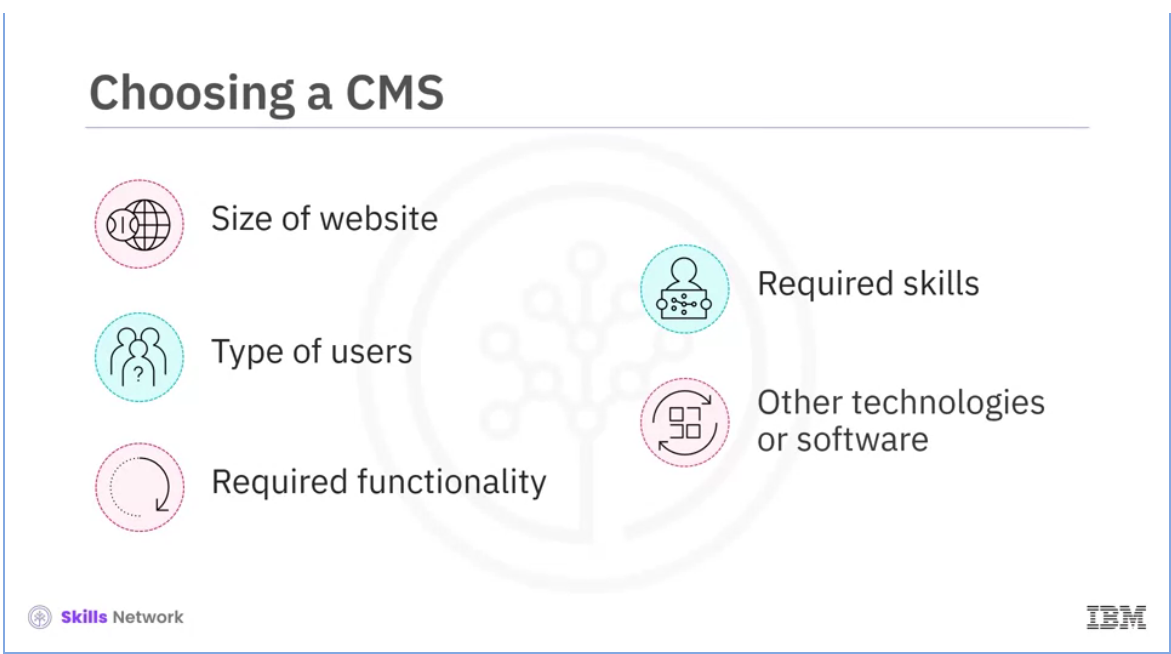 Choosing a CMS
Size of website
Type of users
?
Required functionality
Required skills
Other technologies
or software
Skills Network
IBM